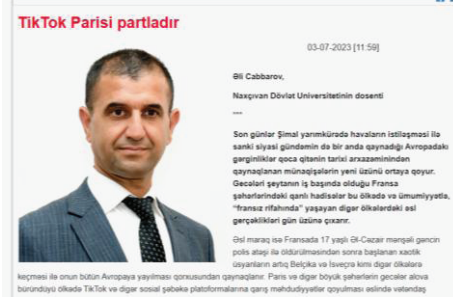 TikTok Parisi partladır
03-07-2023 [11:59]
Əli Cabbarov,
Naxçıvan Dövlət Universitetinin dosenti
---
Son günlər Şimal yarımkürədə havaların istiləşməsi ilə
sanki siyasi gündəmin də bir anda qaynadığı Avropadakı
gərginliklər qoca qitənin tarixi arxazəminindən
qaynaqlanan münaqişələrin yeni üzünü ortaya qoyur.
Gecələri şeytanın iş başında olduğu Fransa
şəhərlərindəki qanlı hadisələr bu ölkədə və ümumiyyətlə,
"fransız rifahında" yaşayan digər ölkələrdəki əsl
gerçəklikləri gün üzünə çıxarır.
Əsl maraq isə Fransada 17 yaşlı Əl-Cəzair mənşəli gəncin
polis atəşi ilə öldürülməsindən sonra başlanan xaotik
üsyanların artıq Belçika və İsveçrə kimi digər ölkələrə
keçməsi ilə onun bütün Avropaya yayılması qorxusundan qaynaqlanır. Paris və digər böyük şəhərlərin gecələr alova
büründüyü ölkədə TikTok və digər sosial şəbəkə platoformalarına qarşı məhdudiyyətlər qoyulması əslində vətəndaş